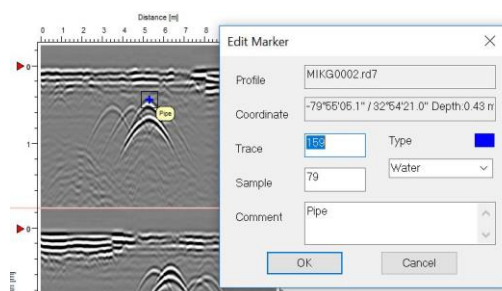 Distance [m]
0 1 2 3 4 5 6 7 8
0
Pipe
1
0
Edit Marker
Profile
MIKG0002.rd7
Coordinate
-79°55'05.1" / 32°54'21.0" Depth:0.43 m
Trace
159
Type
Sample
79
Water
Comment
Pipe
OK
Cancel